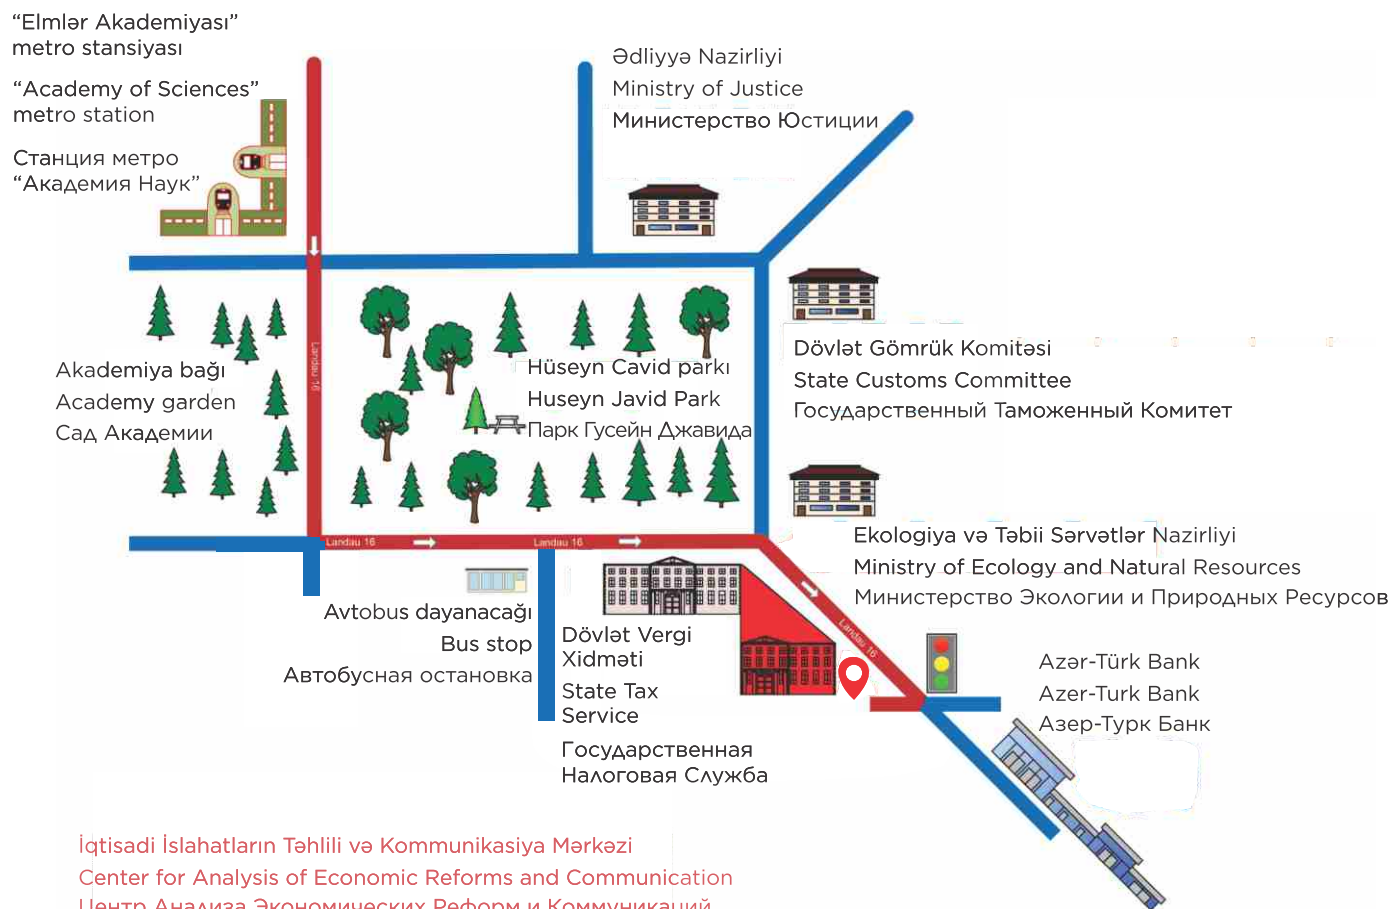 “Elmlər Akademiyası”
metro stansiyası
“Academy of Sciences”
metro station
Станция метро
“Академия Наук”
Ədliyyə Nazirliyi
Ministry of Justice
Министерство Юстиции
Akademiya bağı
Academy garden
Сад Академии
Landau 16
Hüseyn Cavid parkı
Huseyn Javid Park
Парк Гусейн Джавида
Dövlət Gömrük Komitəsi
State Customs Committee
Государственный Таможенный Комитет
Landau 16
Landau 16
Ekologiya və Təbii Sərvətlər Nazirliyi
Ministry of Ecology and Natural Resources
Министерство Экологии и Природных Ресурсов
Avtobus dayanacağı
Bus stop
Автобусная остановка
Dövlət Vergi
Xidməti
State Tax
Service
Государственная
Налоговая Служба
Landau 16
Azər-Türk Bank
Azer-Turk Bank
Азер-Турк Банк
İqtisadi İslahatların Təhlili və Kommunikasiya Mərkəzi
Center for Analysis of Economic Reforms and Communication
Центр Анализа Экономических Реформ и Коммуникаций